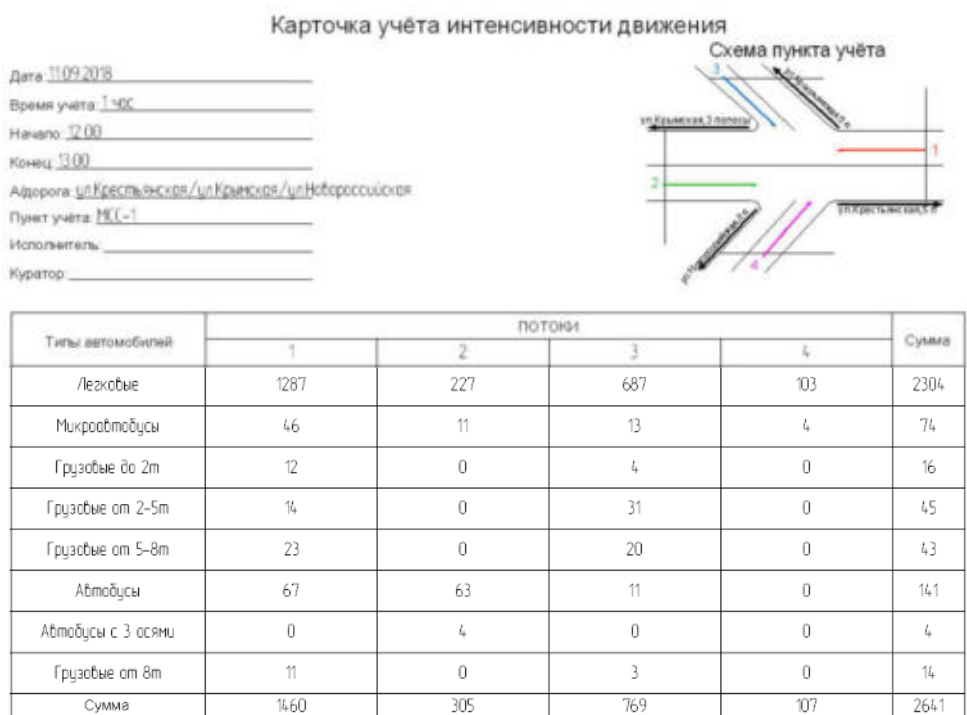 Карточка учёта интенсивности движения
Схема пункта учёта
Дата: 11.09.2018
Время учёта: 1 час
Начало: 12:00
Конец: 13:00
А/дорога: ул.Крестьянская/ул.Крымская/ул.Новороссийская
Пункт учёта: МСС-1
Исполнитель:
Куратор:
3
ул.Крымская,3 полосы
1
2
ул.Крестьянская,5 п
4
Типы автомобилей ПОТОКИ Сумма
1 2 3 4
Легковые 1287 227 687 103 2304
Микроавтобусы 46 11 13 4 74
Грузовые до 2т 12 0 4 0 16
Грузовые от 2-5т 14 0 31 0 45
Грузовые от 5-8т 23 0 20 0 43
Автобусы 67 63 11 0 141
Автобусы с 3 осями 0 4 0 0 4
Грузовые от 8т 11 0 3 0 14
Сумма 1460 305 769 107 2641